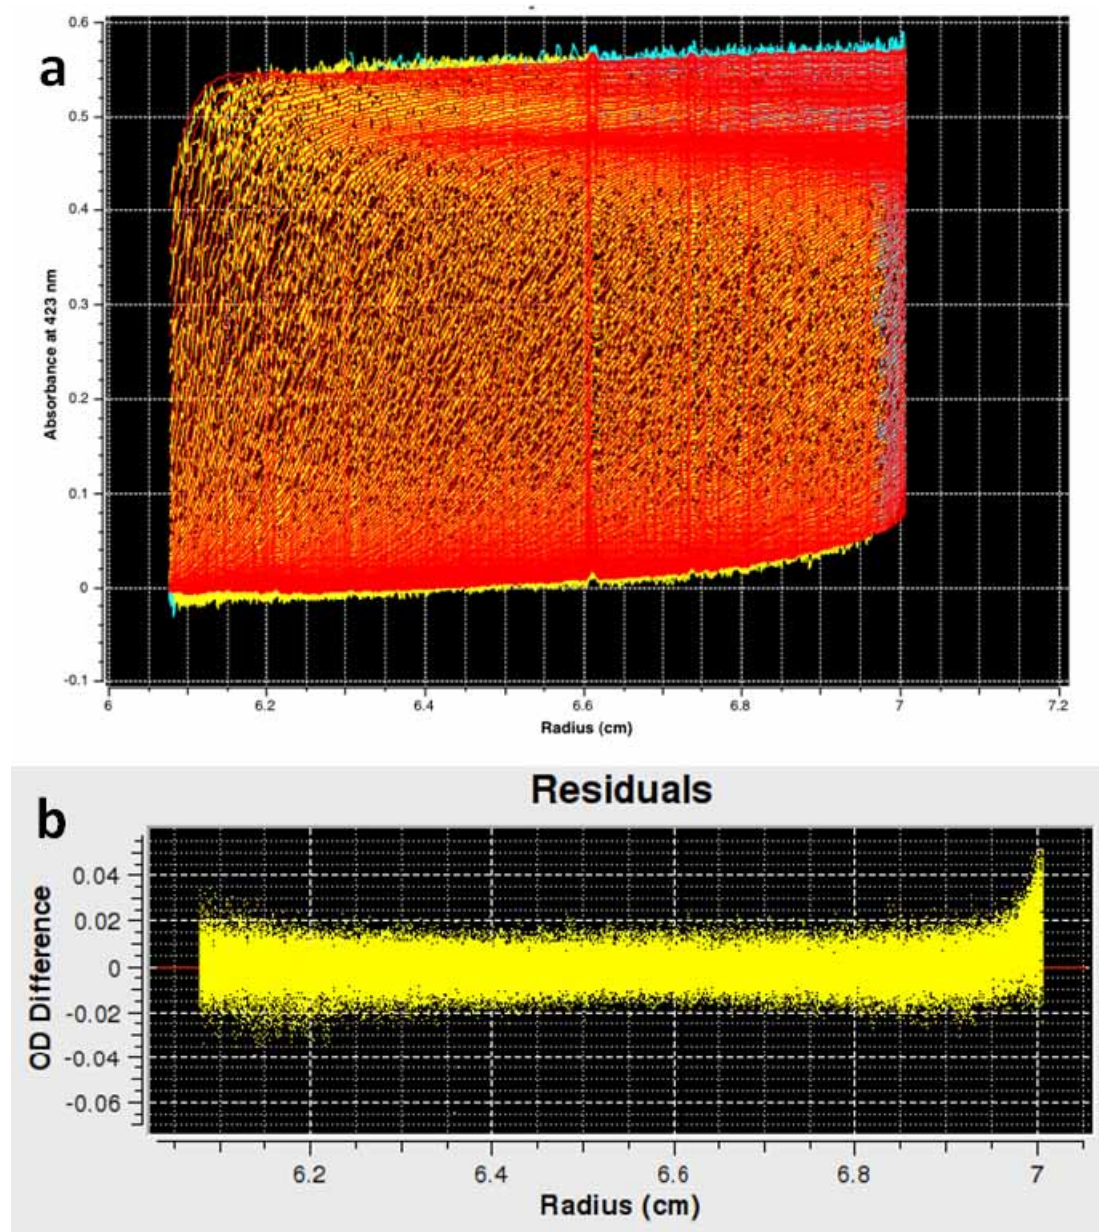 a
0.6
0.5
0.4
0.3
0.2
0.1
0
-0.1
Absorbance at 423 nm
6 6.2 6.4 6.6 6.8 7 7.2
Radius (cm)
Residuals
b
0.04
0.02
0
-0.02
-0.04
-0.06
OD Difference
6.2 6.4 6.6 6.8 7
Radius (cm)